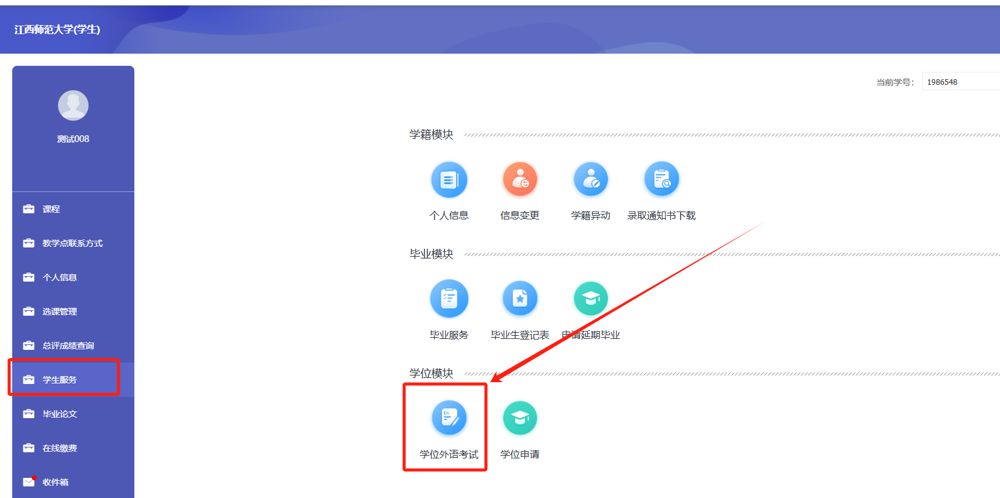 江西师范大学(学生)
当前学号：
1986548
测试008
课程
教学点联系方式
个人信息
选课管理
总评成绩查询
学生服务
毕业论文
在线缴费
收件箱
学籍模块
个人信息
信息变更
学籍异动
录取通知书下载
毕业模块
毕业服务
毕业生登记表
申请延期毕业
学位模块
En
学位外语考试
学位申请